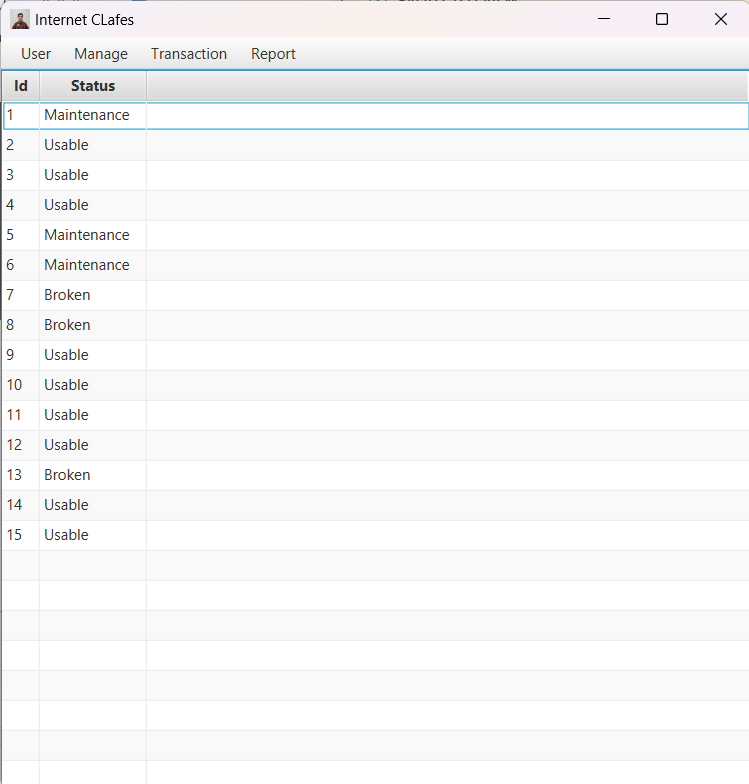 Internet CLafes
User Manage Transaction Report
Id Status
1 Maintenance
2 Usable
3 Usable
4 Usable
5 Maintenance
6 Maintenance
7 Broken
8 Broken
9 Usable
10 Usable
11 Usable
12 Usable
13 Broken
14 Usable
15 Usable